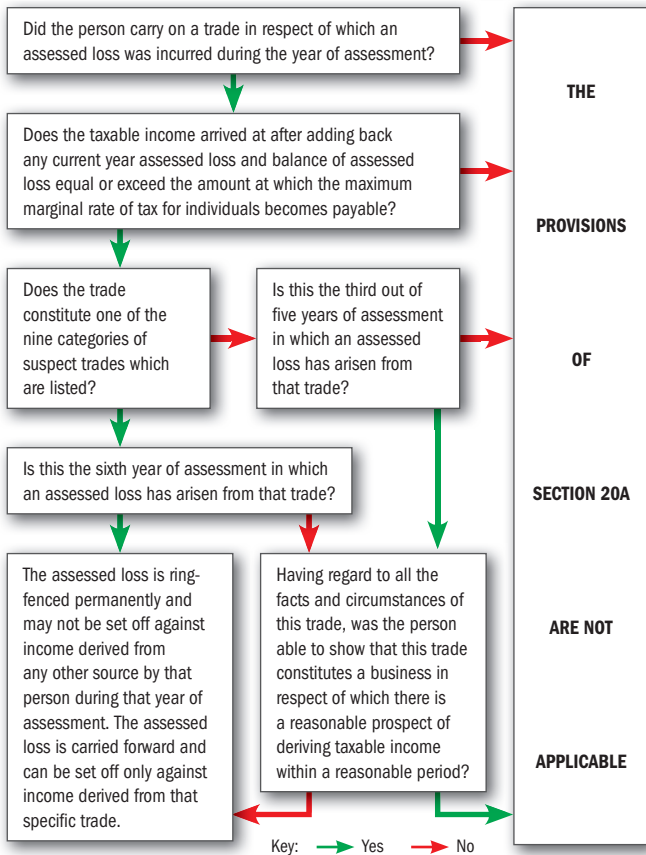 Did the person carry on a trade in respect of which an
assessed loss was incurred during the year of assessment?
Does the taxable income arrived at after adding back
any current year assessed loss and balance of assessed
loss equal or exceed the amount at which the maximum
marginal rate of tax for individuals becomes payable?
Does the trade
constitute one of the
nine categories of
suspect trades which
are listed?
Is this the third out of
five years of assessment
in which an assessed
loss has arisen from
that trade?
Is this the sixth year of assessment in which
an assessed loss has arisen from that trade?
The assessed loss is ring-
fenced permanently and
may not be set off against
income derived from
any other source by that
person during that year of
assessment. The assessed
loss is carried forward and
can be set off only against
income derived from that
specific trade.
Having regard to all the
facts and circumstances of
this trade, was the person
able to show that this trade
constitutes a business in
respect of which there is
a reasonable prospect of
deriving taxable income
within a reasonable period?
THE
PROVISIONS
OF
SECTION 20A
ARE NOT
APPLICABLE
Key: Yes No